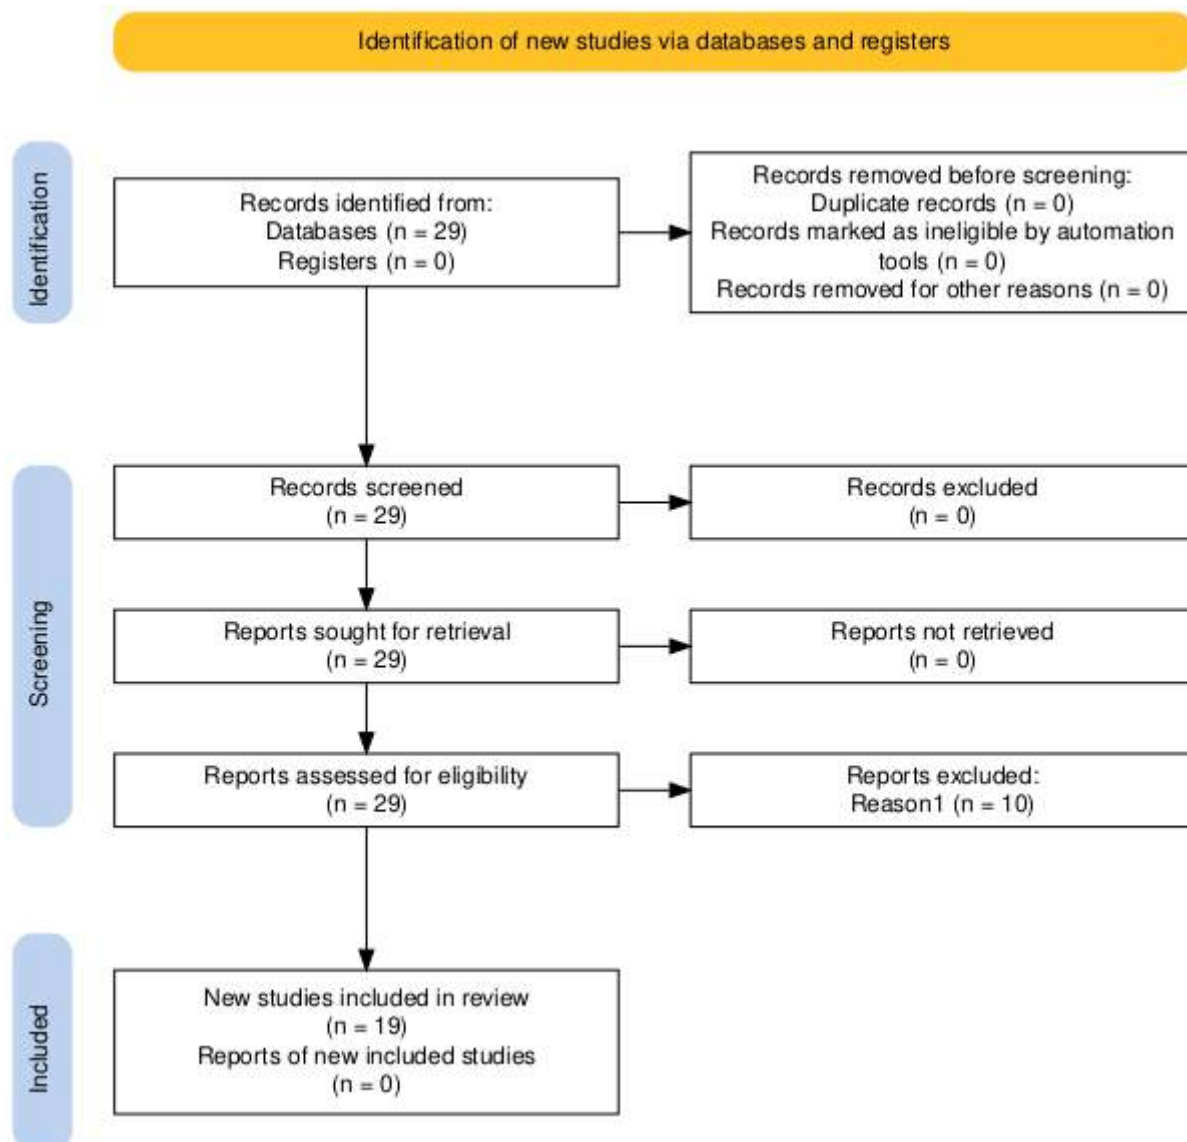 Identification of new studies via databases and registers
Identification
Records identified from:
Databases (n = 29)
Registers (n = 0)
Records removed before screening:
Duplicate records (n = 0)
Records marked as ineligible by automation
tools (n = 0)
Records removed for other reasons (n = 0)
Screening
Records screened
(n = 29)
Records excluded
(n = 0)
Reports sought for retrieval
(n = 29)
Reports not retrieved
(n = 0)
Reports assessed for eligibility
(n = 29)
Reports excluded:
Reason1 (n = 10)
Included
New studies included in review
(n = 19)
Reports of new included studies
(n = 0)